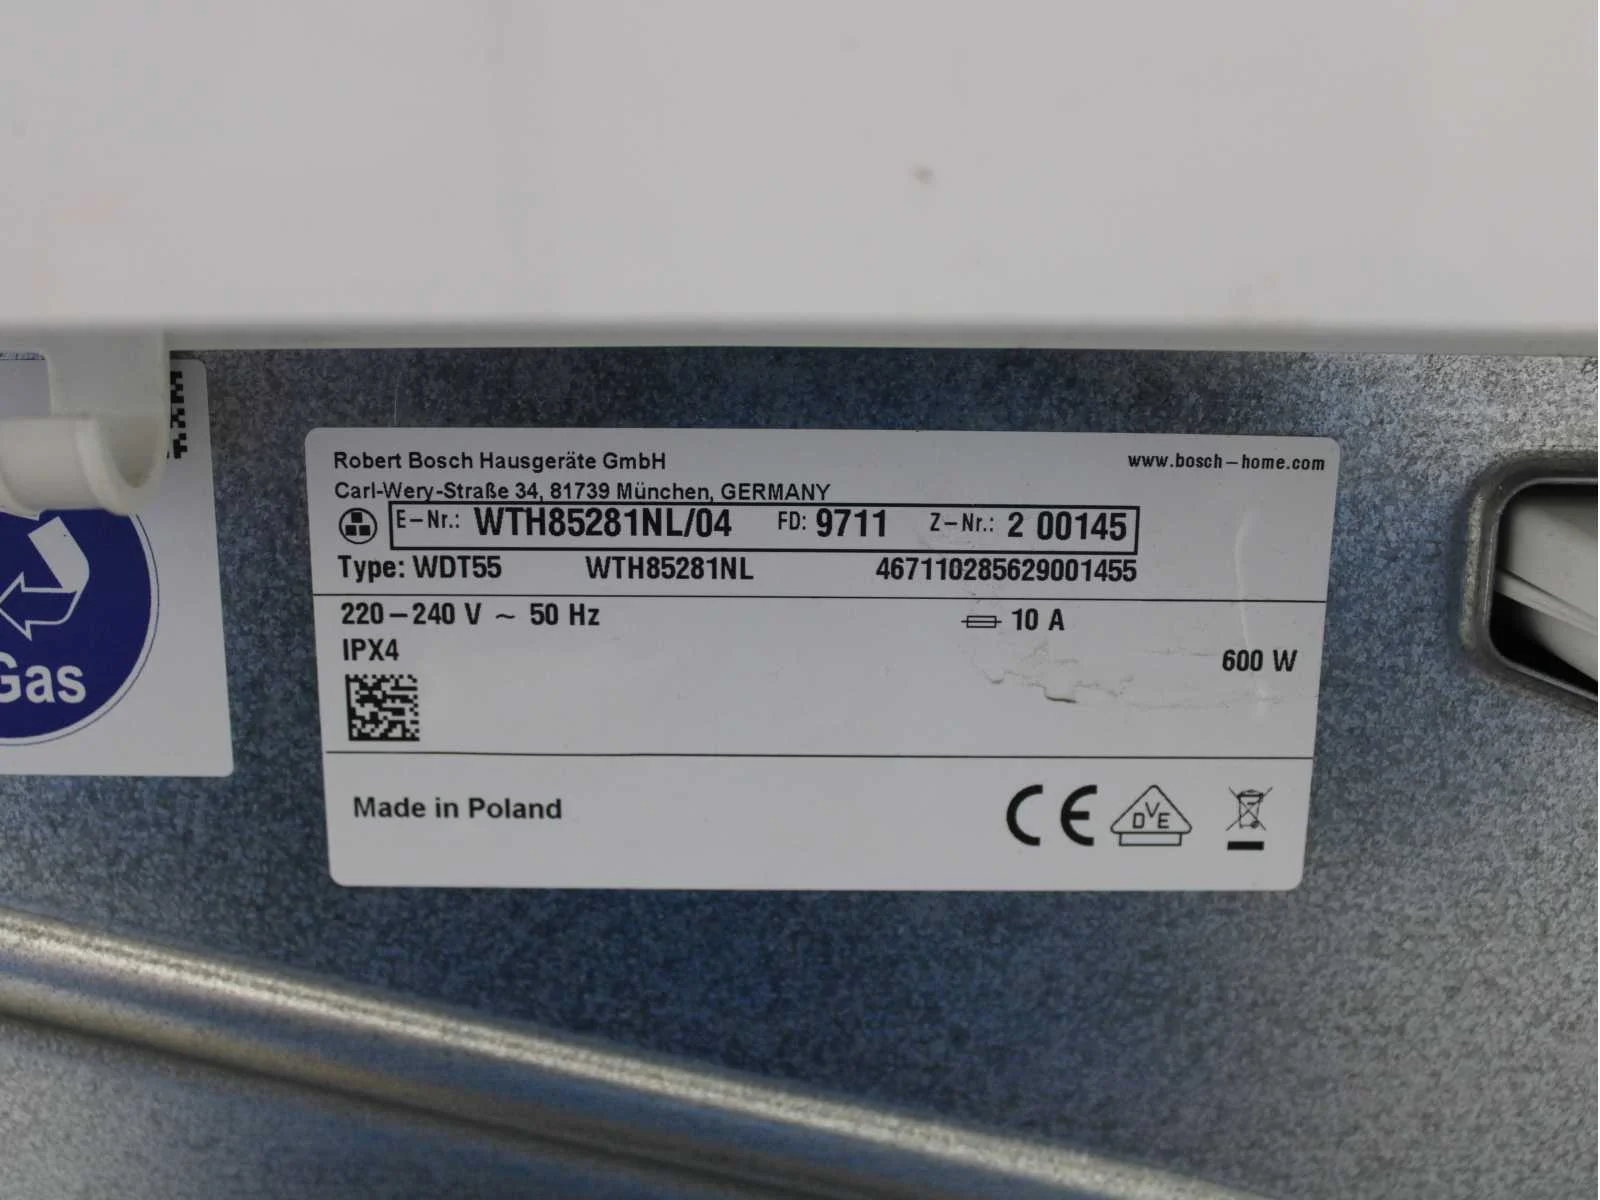 Robert Bosch Hausgeräte GmbH www.bosch-home.com
Carl-Wery-Straße 34, 81739 München, GERMANY
E-Nr.: WTH85281NL/04 FD: 9711 Z-Nr.: 2 00145
Type: WDT55 WTH85281NL 467110285629001455
220-240 V ~ 50 Hz 10 A
IPX4 600 W
Made in Poland CE DVE
Gas